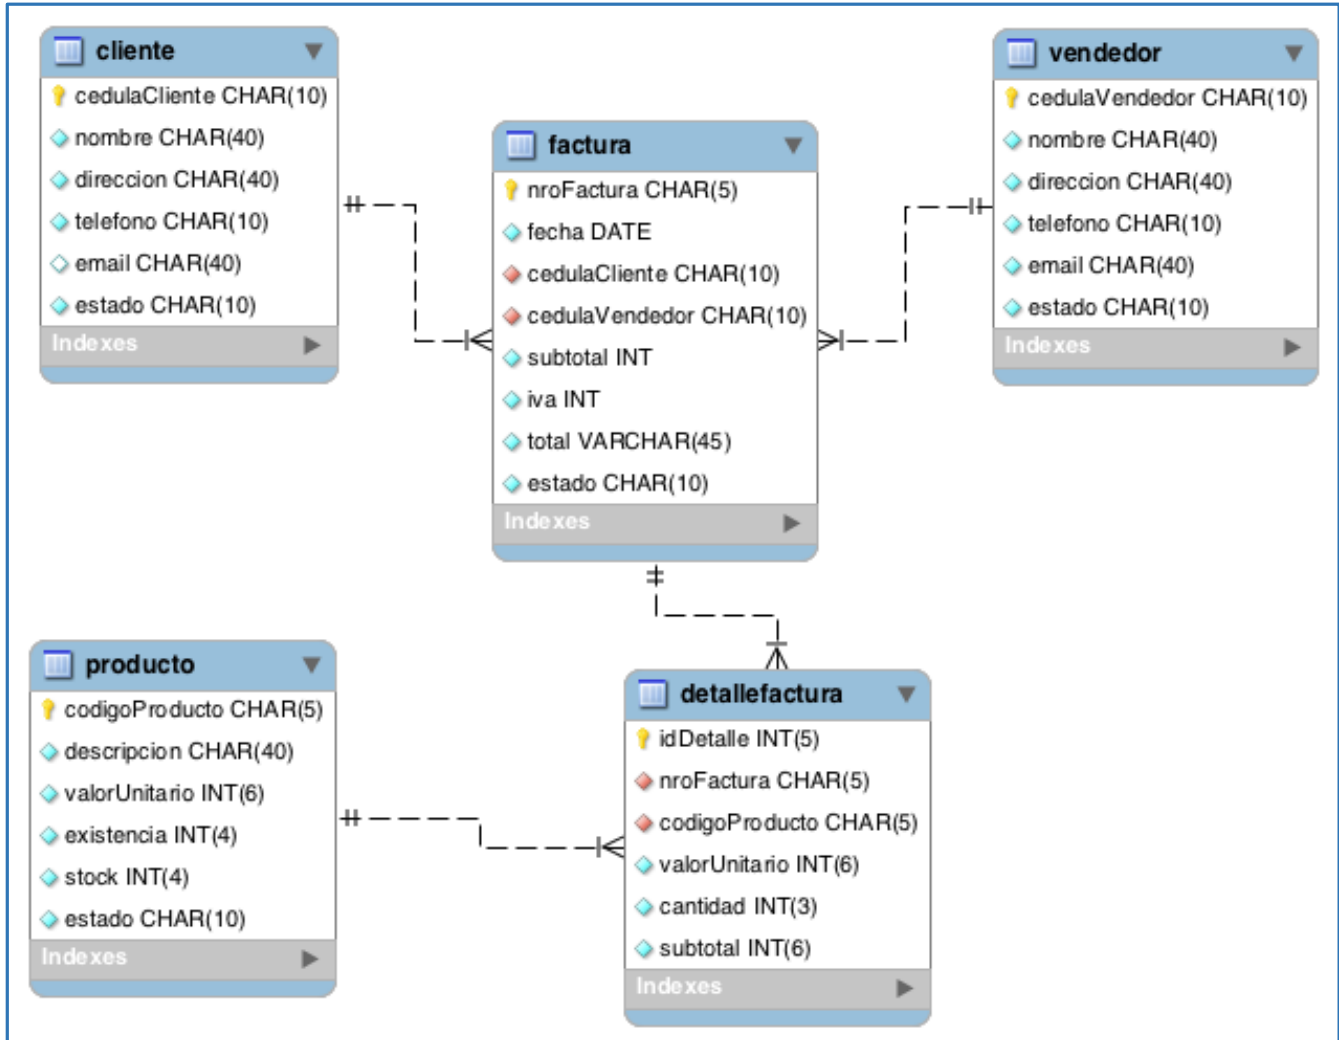 cliente
cedulaCliente CHAR(10)
nombre CHAR(40)
direccion CHAR(40)
telefono CHAR(10)
email CHAR(40)
estado CHAR(10)
Indexes
vendedor
cedulaVendedor CHAR(10)
nombre CHAR(40)
direccion CHAR(40)
telefono CHAR(10)
email CHAR(40)
estado CHAR(10)
Indexes
factura
nroFactura CHAR(5)
fecha DATE
cedulaCliente CHAR(10)
cedulaVendedor CHAR(10)
subtotal INT
iva INT
total VARCHAR(45)
estado CHAR(10)
Indexes
producto
codigoProducto CHAR(5)
descripcion CHAR(40)
valorUnitario INT(6)
existencia INT(4)
stock INT(4)
estado CHAR(10)
Indexes
detallefactura
idDetalle INT(5)
nroFactura CHAR(5)
codigoProducto CHAR(5)
valorUnitario INT(6)
cantidad INT(3)
subtotal INT(6)
Indexes